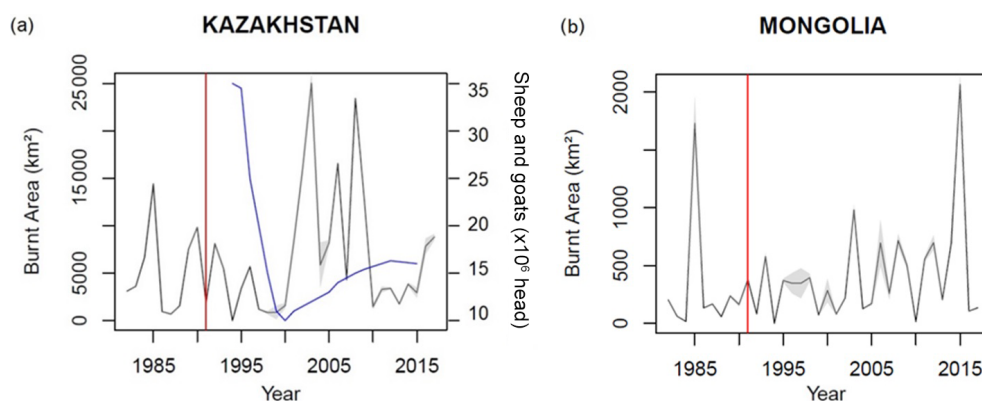 (a) KAZAKHSTAN
Burnt Area (km²)
25000
15000
5000
0
35
30
25
20
15
10
Sheep and goats (x10⁶ head)
1985 1995 2005 2015
Year
(b) MONGOLIA
Burnt Area (km²)
2000
1000
500
0
1985 1995 2005 2015
Year